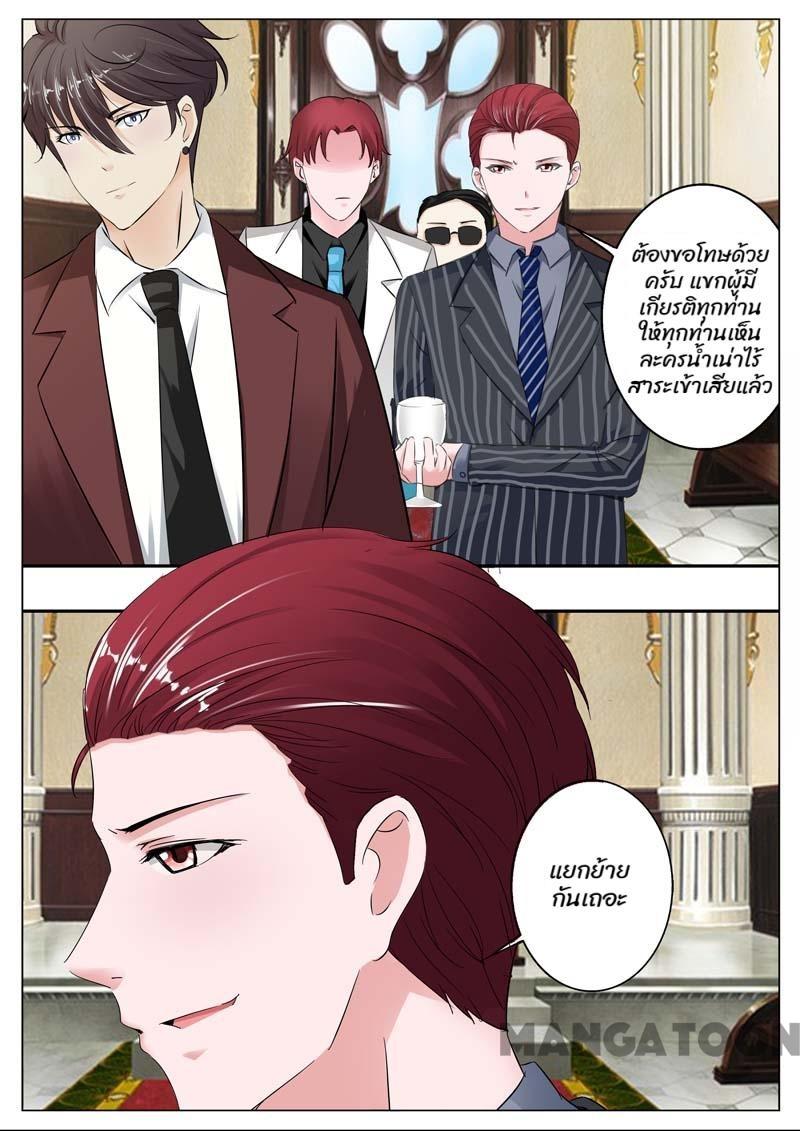 ต้องขอโทษด้วย
ครับ แขกผู้มี
เกียรติทุกท่าน
ให้ทุกท่านเห็น
ละครน้ำเน่าไร้
สาระเข้าเสียแล้ว
แยกย้าย
กันเถอะ
MANGATOON